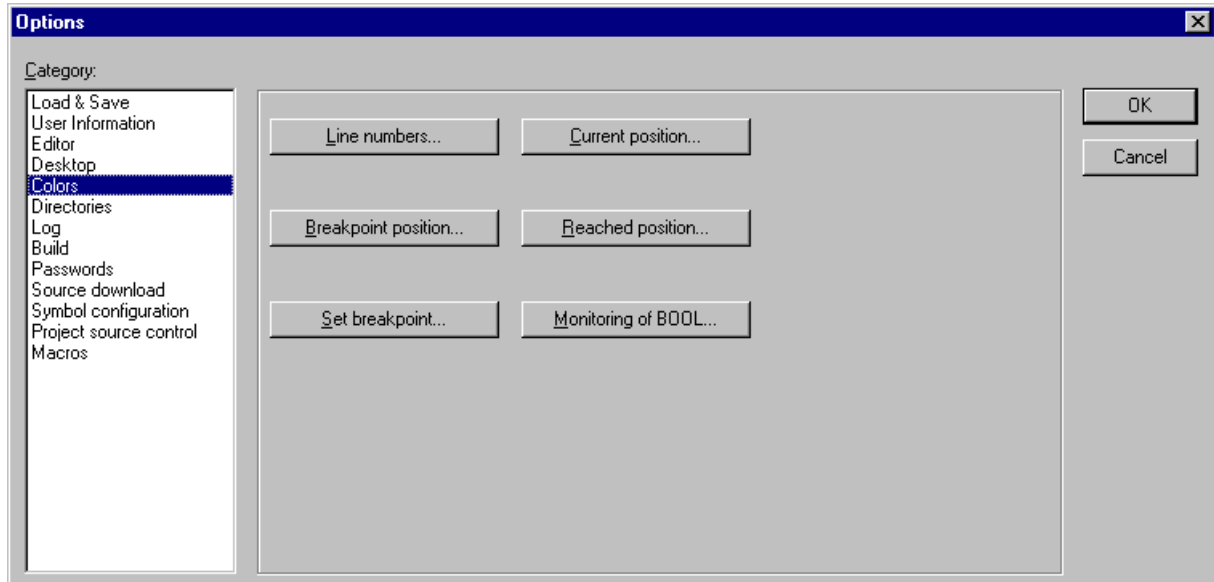 Options
Category:
Load & Save
User Information
Editor
Desktop
Colors
Directories
Log
Build
Passwords
Source download
Symbol configuration
Project source control
Macros
Line numbers...
Current position...
Breakpoint position...
Reached position...
Set breakpoint...
Monitoring of BOOL...
OK
Cancel